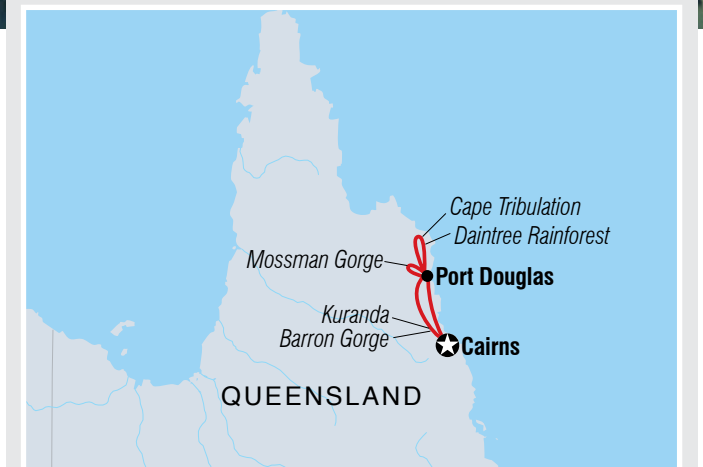 Cape Tribulation
Daintree Rainforest
Mossman Gorge
Port Douglas
Kuranda
Barron Gorge
Cairns
QUEENSLAND